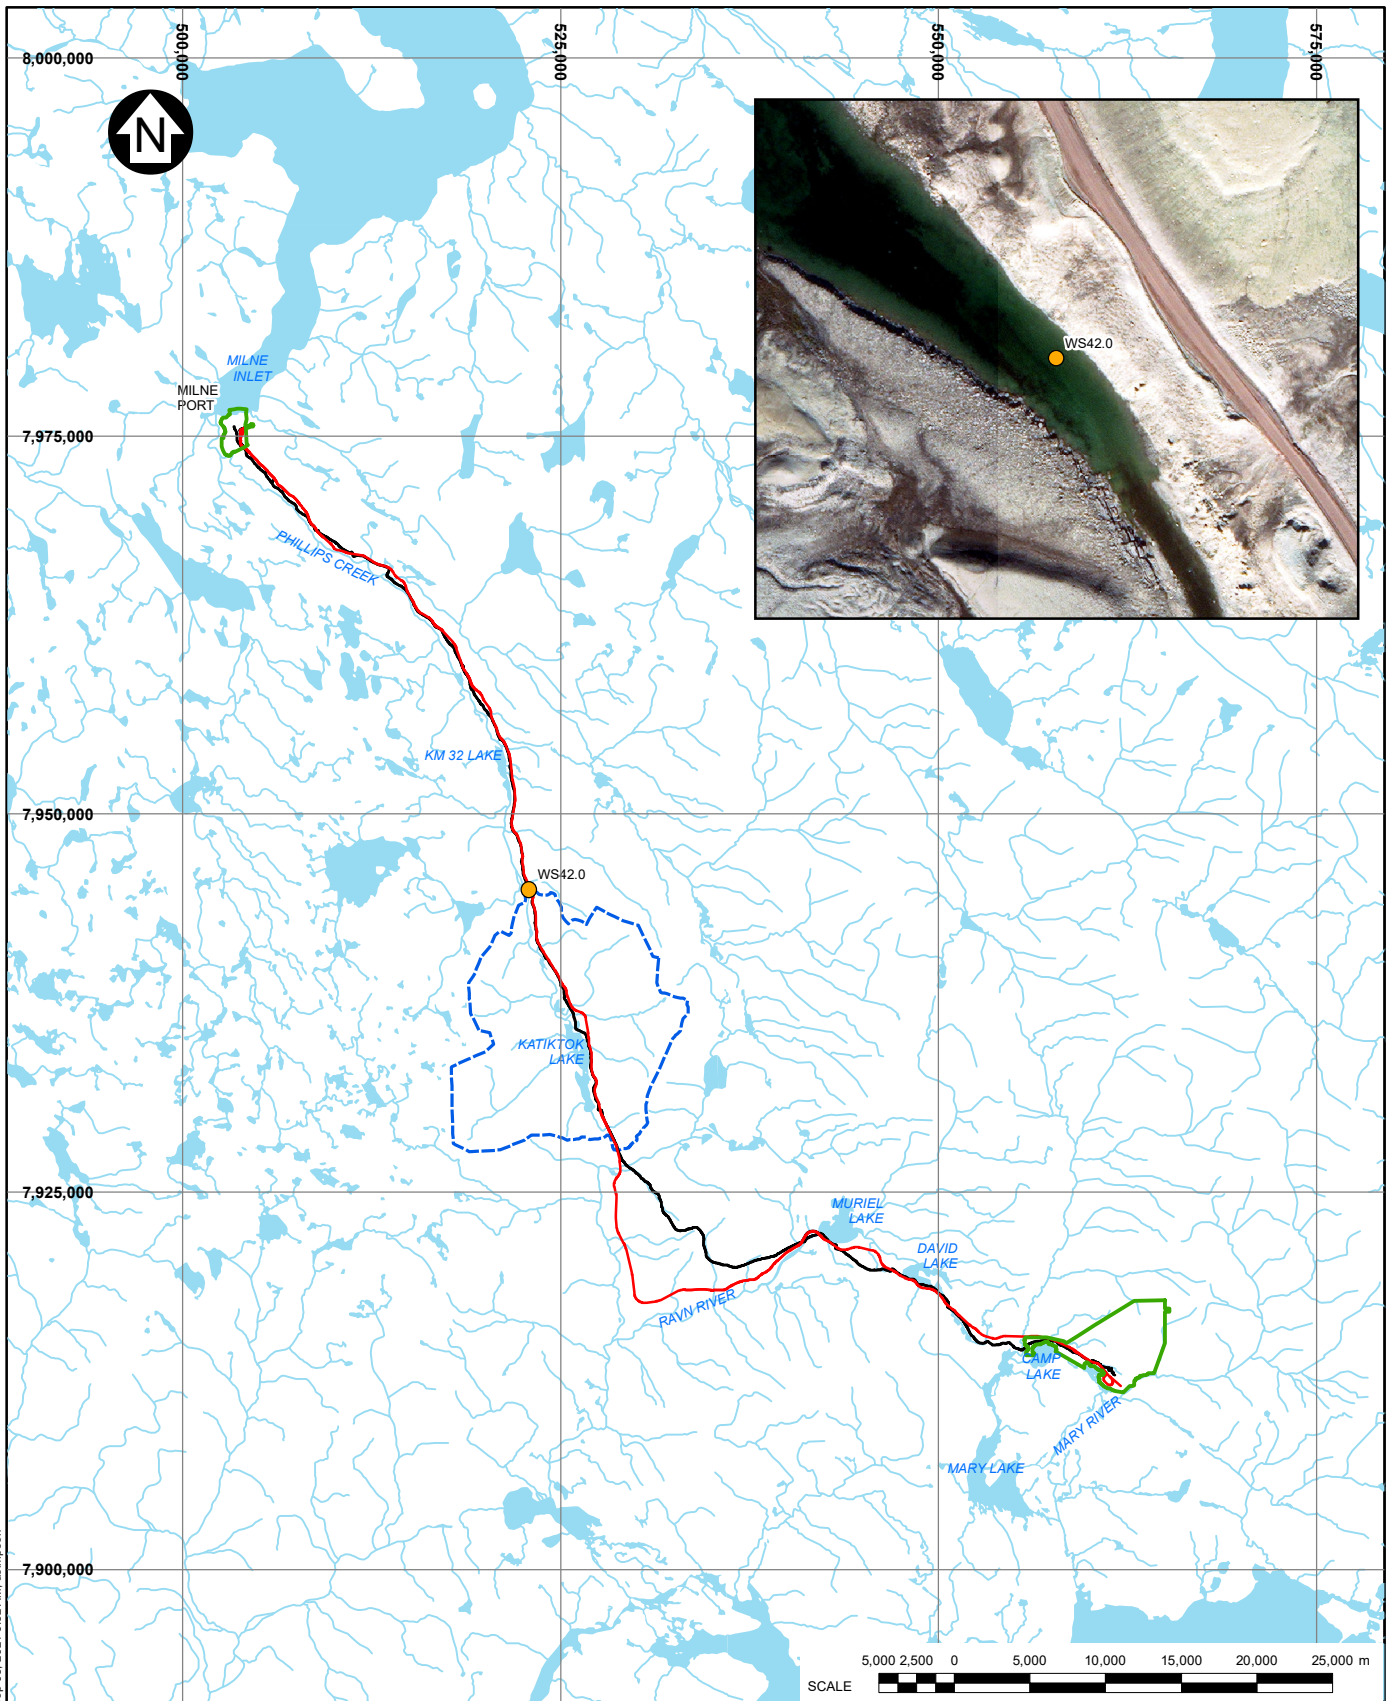 500,000
525,000
550,000
575,000
8,000,000
N
WS42.0
MILNE
INLET
MILNE
PORT
7,975,000
PHILLIPS CREEK
KM 32 LAKE
7,950,000
WS42.0
KATIKTOK
LAKE
7,925,000
MURIEL
LAKE
DAVID
LAKE
RAVN RIVER
CAMP
LAKE
MARY RIVER
MARY LAKE
7,900,000
SCALE
5,000 2,500 0 5,000 10,000 15,000 20,000 25,000 m